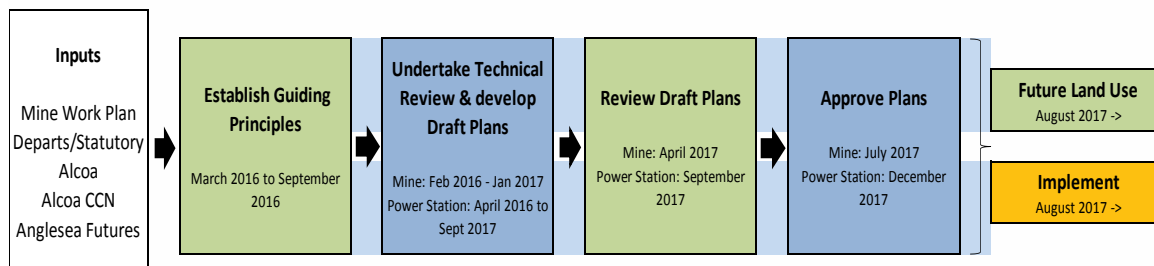 Inputs
Mine Work Plan
Departs/Statutory
Alcoa
Alcoa CCN
Anglesea Futures
Establish Guiding
Principles
March 2016 to September
2016
Undertake Technical
Review & develop
Draft Plans
Mine: Feb 2016 - Jan 2017
Power Station: April 2016 to
Sept 2017
Review Draft Plans
Mine: April 2017
Power Station: September
2017
Approve Plans
Mine: July 2017
Power Station: December
2017
Future Land Use
August 2017 ->
Implement
August 2017 ->